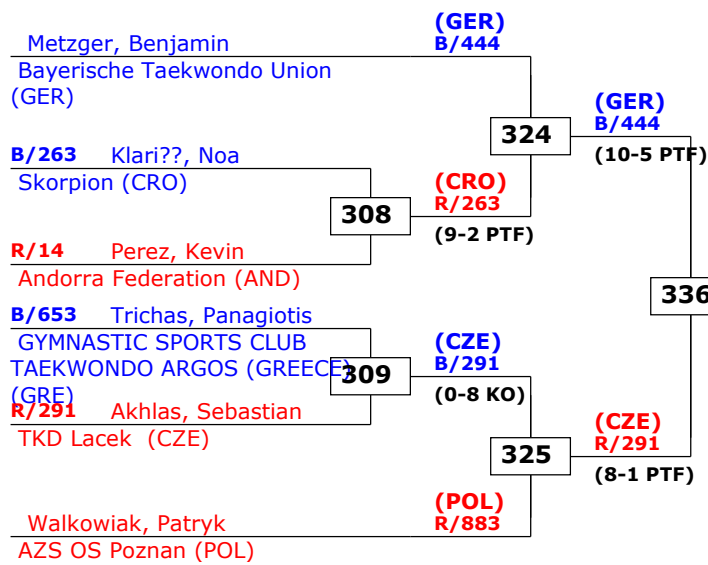 Metzger, Benjamin
Bayerische Taekwondo Union
(GER)
(GER)
B/444
B/263 Klari??, Noa
Skorpion (CRO)
308
R/14 Perez, Kevin
Andorra Federation (AND)
(CRO)
R/263
(9-2 PTF)
324
(GER)
B/444
(10-5 PTF)
B/653 Trichas, Panagiotis
GYMNASTIC SPORTS CLUB
TAEKWONDO ARGOS (GREECE)
(GRE)
309
R/291 Akhlas, Sebastian
TKD Lacek (CZE)
(CZE)
B/291
(0-8 KO)
325
336
(CZE)
R/291
(8-1 PTF)
Walkowiak, Patryk
AZS OS Poznan (POL)
(POL)
R/883